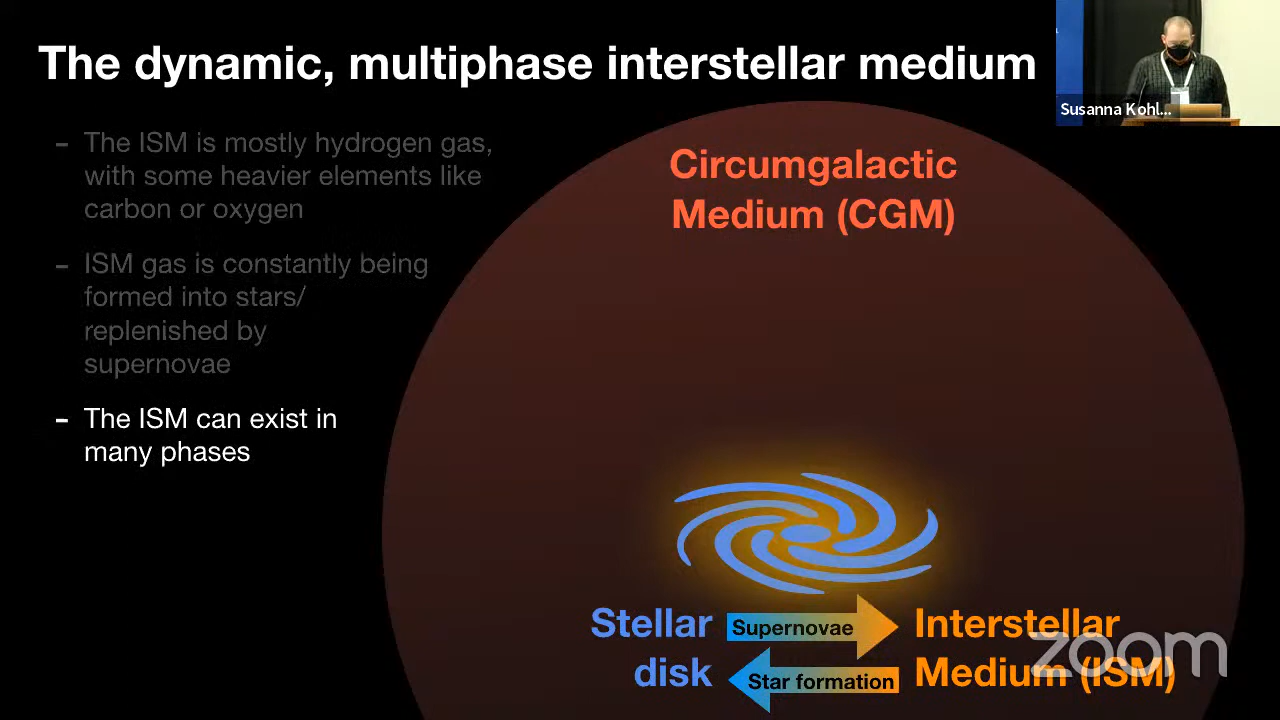 The dynamic, multiphase interstellar medium
Susanna Kohl...
- The ISM is mostly hydrogen gas,
with some heavier elements like
carbon or oxygen
- ISM gas is constantly being
formed into stars/
replenished by
supernovae
- The ISM can exist in
many phases
Circumgalactic
Medium (CGM)
Stellar
disk
Supernovae
Star formation
Interstellar
Medium (ISM)
zoom